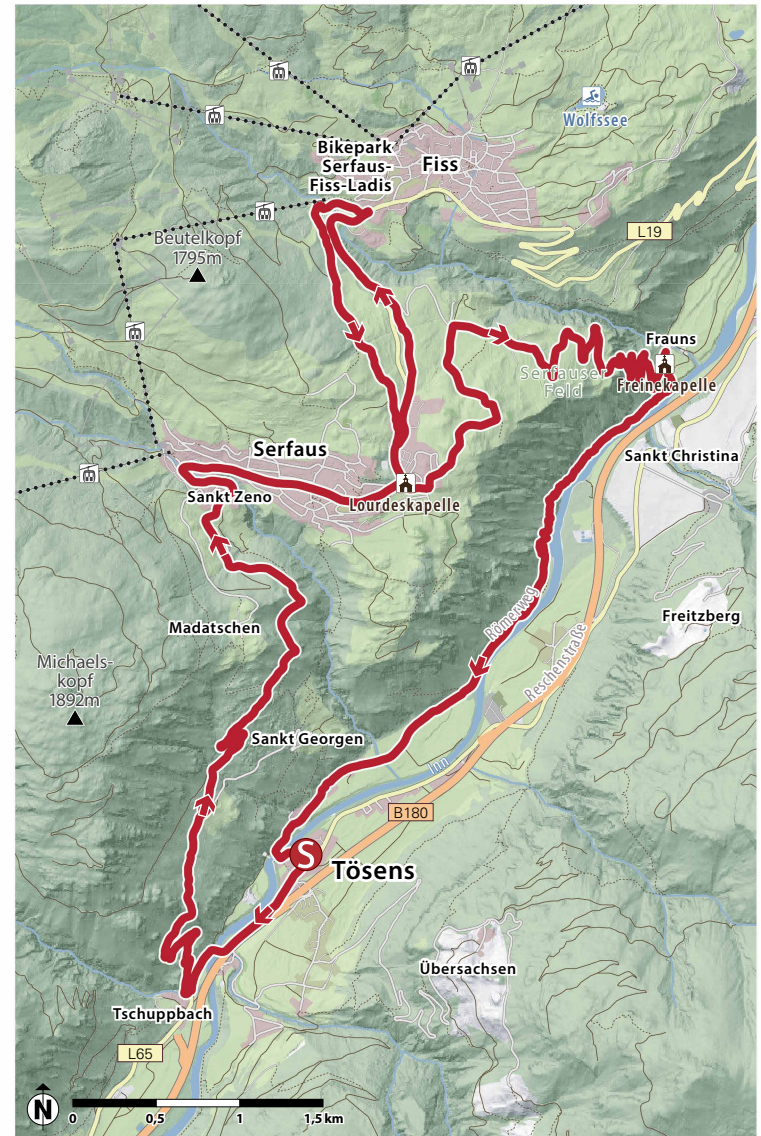 Wolfssee
Bikepark
Serfaus-
Fiss-Ladis
Fiss
L19
Beutelkopf
1795m
Frauns
Serfauser
Feld
Freinekapelle
Serfaus
Sankt Christina
Sankt Zeno
Lourdeskapelle
Römerweg
Freitzberg
Madatschen
Reschenstraße
Michaels-
kopf
1892m
Sankt Georgen
Inn
B180
S
Tösens
Übersachsen
Tschuppbach
L65
N
0 0,5 1 1,5 km